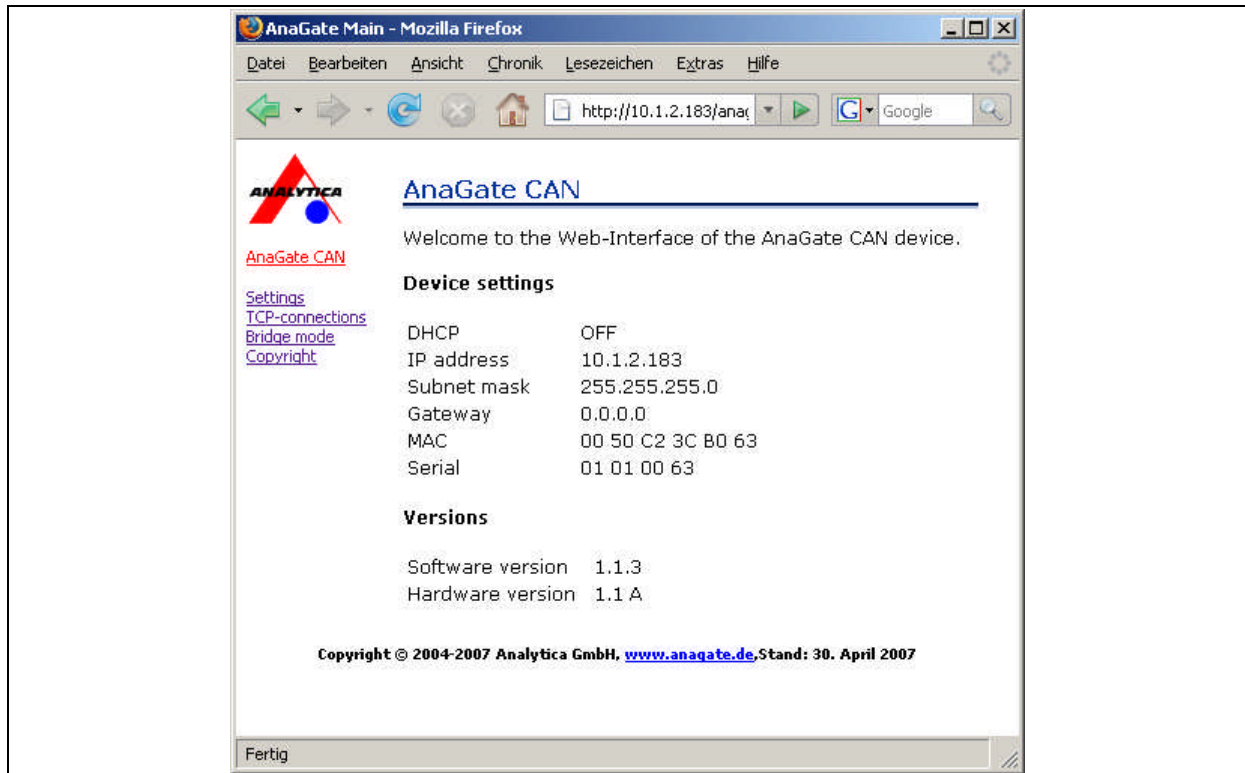 AnaGate Main - Mozilla Firefox
Datei Bearbeiten Ansicht Chronik Lesezeichen Extras Hilfe
http://10.1.2.183/anag G Google
ANALYTICA
AnaGate CAN
Settings
TCP-connections
Bridge mode
Copyright
AnaGate CAN
Welcome to the Web-Interface of the AnaGate CAN device.
Device settings
DHCP OFF
IP address 10.1.2.183
Subnet mask 255.255.255.0
Gateway 0.0.0.0
MAC 00 50 C2 3C B0 63
Serial 01 01 00 63
Versions
Software version 1.1.3
Hardware version 1.1 A
Copyright © 2004-2007 Analytica GmbH, www.anagate.de,Stand: 30. April 2007
Fertig